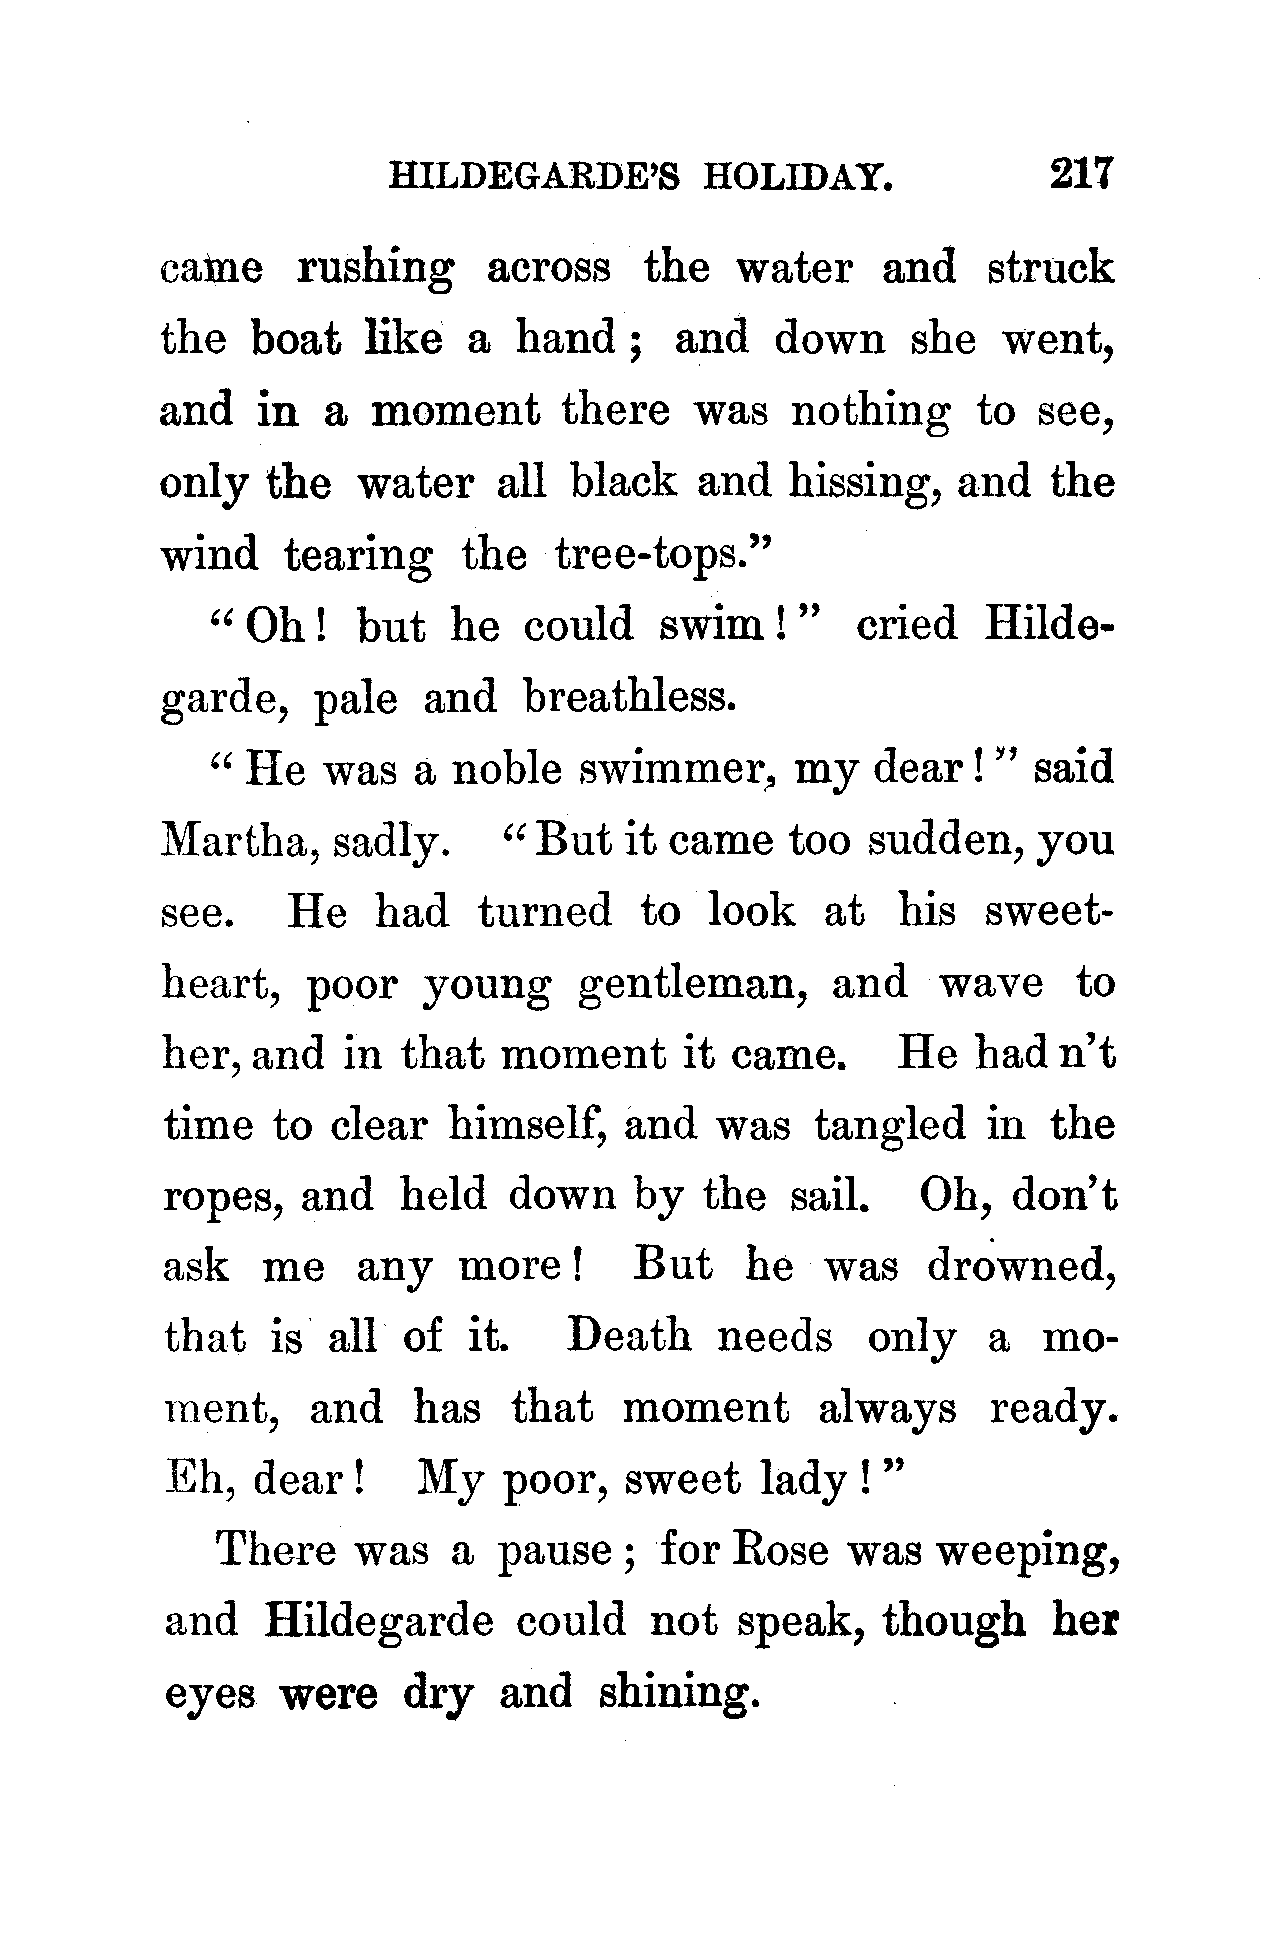 HILDEGARDE'S HOLIDAY. 217
came rushing across the water and struck
the boat like a hand; and down she went,
and in a moment there was nothing to see,
only the water all black and hissing, and the
wind tearing the tree-tops."
"Oh! but he could swim!" cried Hilde-
garde, pale and breathless.
"He was a noble swimmer, my dear!" said
Martha, sadly. "But it came too sudden, you
see. He had turned to look at his sweet-
heart, poor young gentleman, and wave to
her, and in that moment it came. He had n't
time to clear himself, and was tangled in the
ropes, and held down by the sail. Oh, don't
ask me any more! But he was drowned,
that is all of it. Death needs only a mo-
ment, and has that moment always ready.
Eh, dear! My poor, sweet lady!"
There was a pause; for Rose was weeping,
and Hildegarde could not speak, though her
eyes were dry and shining.